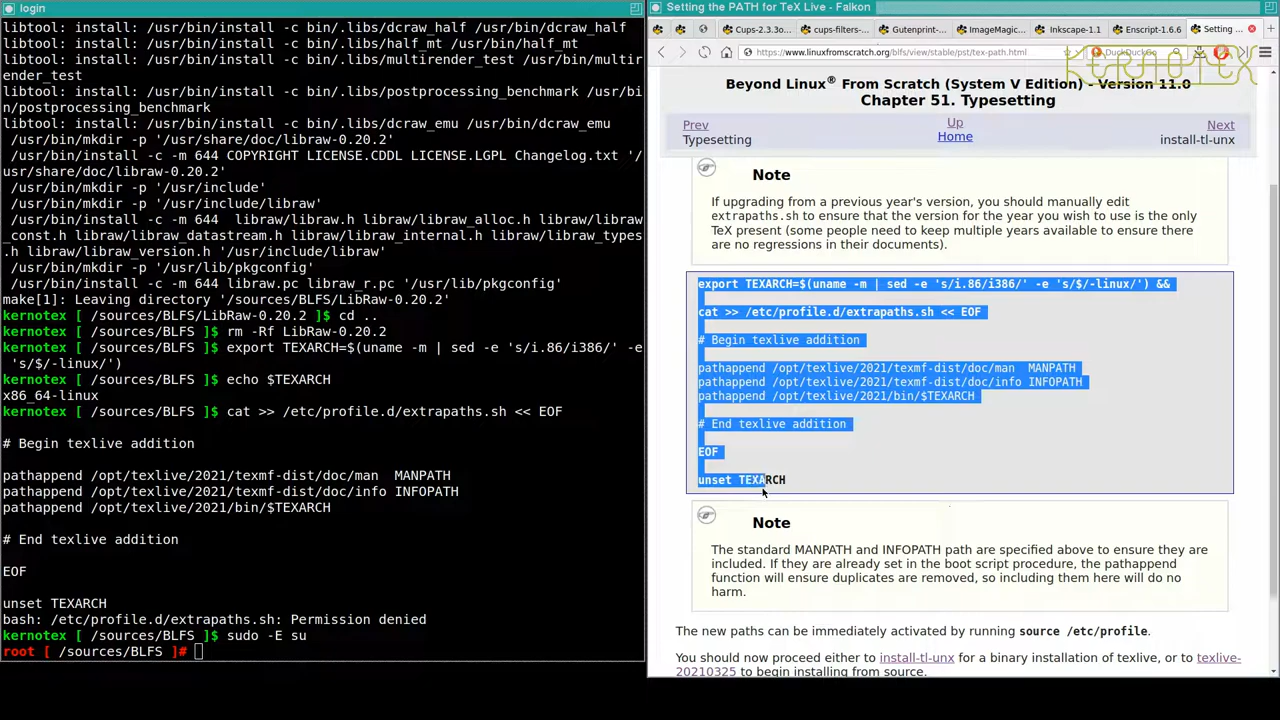 login
libtool: install: /usr/bin/install -c bin/.libs/dcraw_half /usr/bin/dcraw_half
libtool: install: /usr/bin/install -c bin/.libs/half_mt /usr/bin/half_mt
libtool: install: /usr/bin/install -c bin/.libs/multirender_test /usr/bin/multir
ender_test
libtool: install: /usr/bin/install -c bin/.libs/postprocessing_benchmark /usr/bi
n/postprocessing_benchmark
libtool: install: /usr/bin/install -c bin/.libs/dcraw_emu /usr/bin/dcraw_emu
/usr/bin/mkdir -p '/usr/share/doc/libraw-0.20.2'
/usr/bin/install -c -m 644 COPYRIGHT LICENSE.CDDL LICENSE.LGPL Changelog.txt '/
usr/share/doc/libraw-0.20.2'
/usr/bin/mkdir -p '/usr/include'
/usr/bin/mkdir -p '/usr/include/libraw'
/usr/bin/install -c -m 644  libraw/libraw.h libraw/libraw_alloc.h libraw/libraw
_const.h libraw/libraw_datastream.h libraw/libraw_internal.h libraw/libraw_types
.h libraw/libraw_version.h '/usr/include/libraw'
/usr/bin/mkdir -p '/usr/lib/pkgconfig'
/usr/bin/install -c -m 644 libraw.pc libraw_r.pc '/usr/lib/pkgconfig'
make[1]: Leaving directory '/sources/BLFS/LibRaw-0.20.2'
kernotex [ /sources/BLFS/LibRaw-0.20.2 ]$ cd ..
kernotex [ /sources/BLFS ]$ rm -Rf LibRaw-0.20.2
kernotex [ /sources/BLFS ]$ export TEXARCH=$(uname -m | sed -e 's/i.86/i386/' -e
's/$/-linux/')
kernotex [ /sources/BLFS ]$ echo $TEXARCH
x86_64-linux
kernotex [ /sources/BLFS ]$ cat >> /etc/profile.d/extrapaths.sh << EOF
# Begin texlive addition
pathappend /opt/texlive/2021/texmf-dist/doc/man  MANPATH
pathappend /opt/texlive/2021/texmf-dist/doc/info INFOPATH
pathappend /opt/texlive/2021/bin/$TEXARCH
# End texlive addition
EOF
unset TEXARCH
bash: /etc/profile.d/extrapaths.sh: Permission denied
kernotex [ /sources/BLFS ]$ sudo -E su
root [ /sources/BLFS ]#
Setting the PATH for TeX Live - Falkon
Cups-2.3.3o... cups-filters-... Gutenprint-... ImageMagic... Inkscape-1.1 Enscript-1.6.6 Setting ...
https://www.linuxfromscratch.org/blfs/view/stable/pst/tex-path.html DuckDuckGo
KERNOTEX
Beyond Linux® From Scratch (System V Edition) - Version 11.0
Chapter 51. Typesetting
Prev Up Next
Typesetting Home install-tl-unx
Note
If upgrading from a previous year's version, you should manually edit
extrapaths.sh to ensure that the version for the year you wish to use is the only
TeX present (some people need to keep multiple years available to ensure there
are no regressions in their documents).
export TEXARCH=$(uname -m | sed -e 's/i.86/i386/' -e 's/$/-linux/') &&
cat >> /etc/profile.d/extrapaths.sh << EOF
# Begin texlive addition
pathappend /opt/texlive/2021/texmf-dist/doc/man  MANPATH
pathappend /opt/texlive/2021/texmf-dist/doc/info INFOPATH
pathappend /opt/texlive/2021/bin/$TEXARCH
# End texlive addition
EOF
unset TEXARCH
Note
The standard MANPATH and INFOPATH path are specified above to ensure they are
included. If they are already set in the boot script procedure, the pathappend
function will ensure duplicates are removed, so including them here will do no
harm.
The new paths can be immediately activated by running source /etc/profile.
You should now proceed either to install-tl-unx for a binary installation of texlive, or to texlive-
20210325 to begin installing from source.